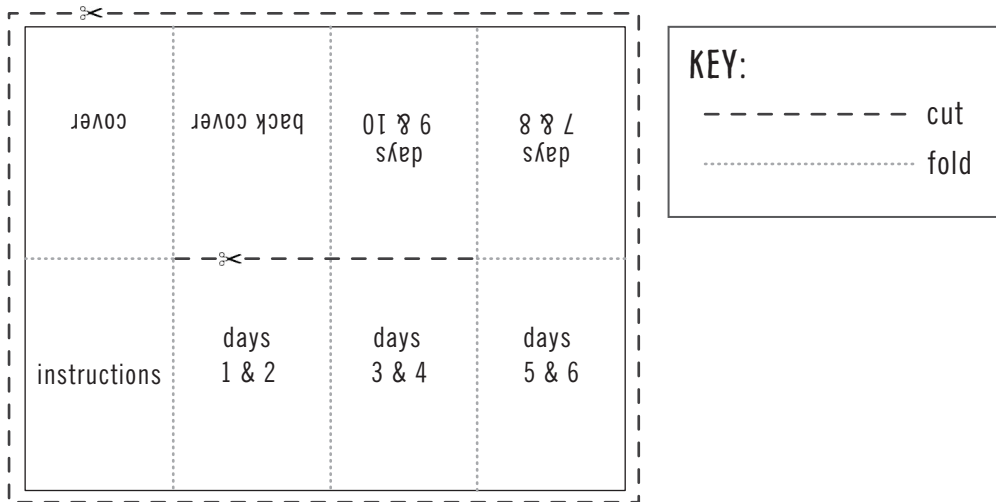 cover
back cover
days
9 & 10
days
7 & 8
instructions
days
1 & 2
days
3 & 4
days
5 & 6
KEY:
cut
fold